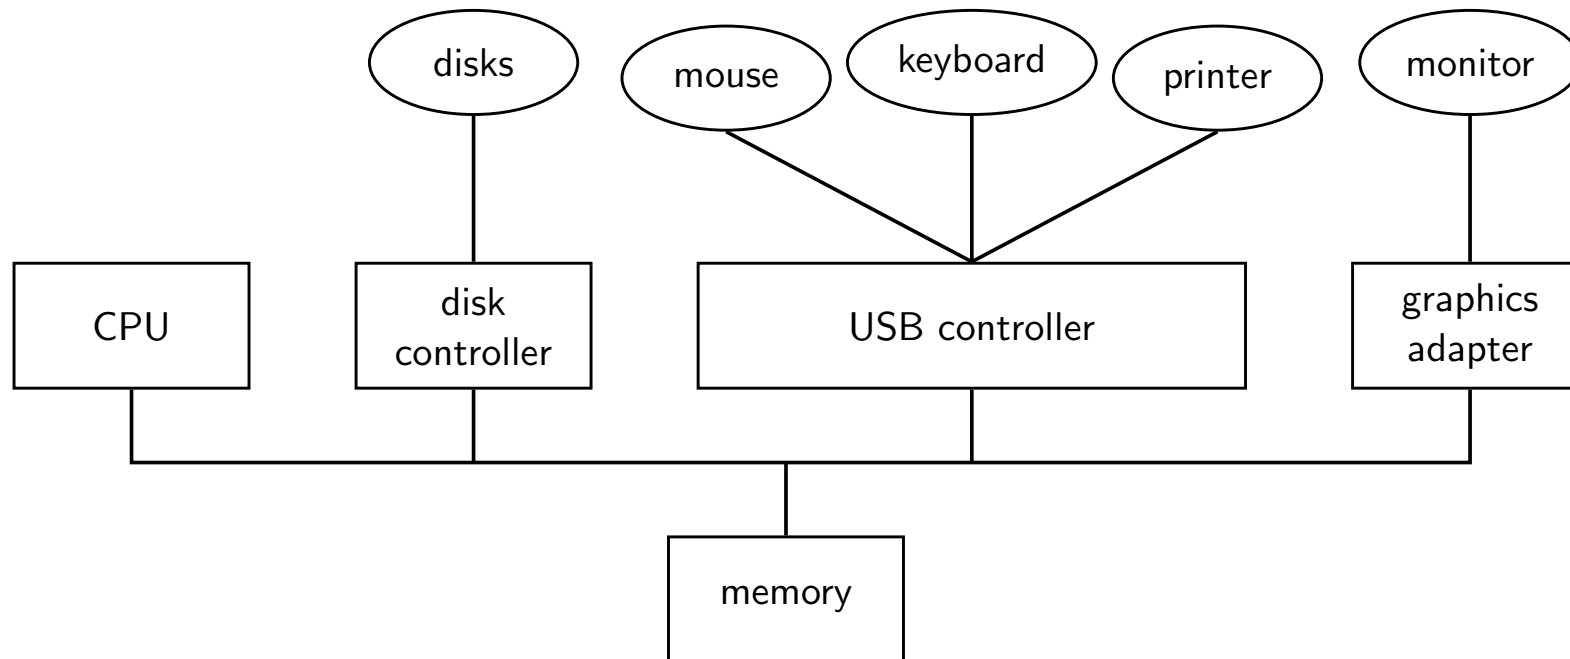 disks
mouse
keyboard
printer
monitor
CPU
disk
controller
USB controller
graphics
adapter
memory